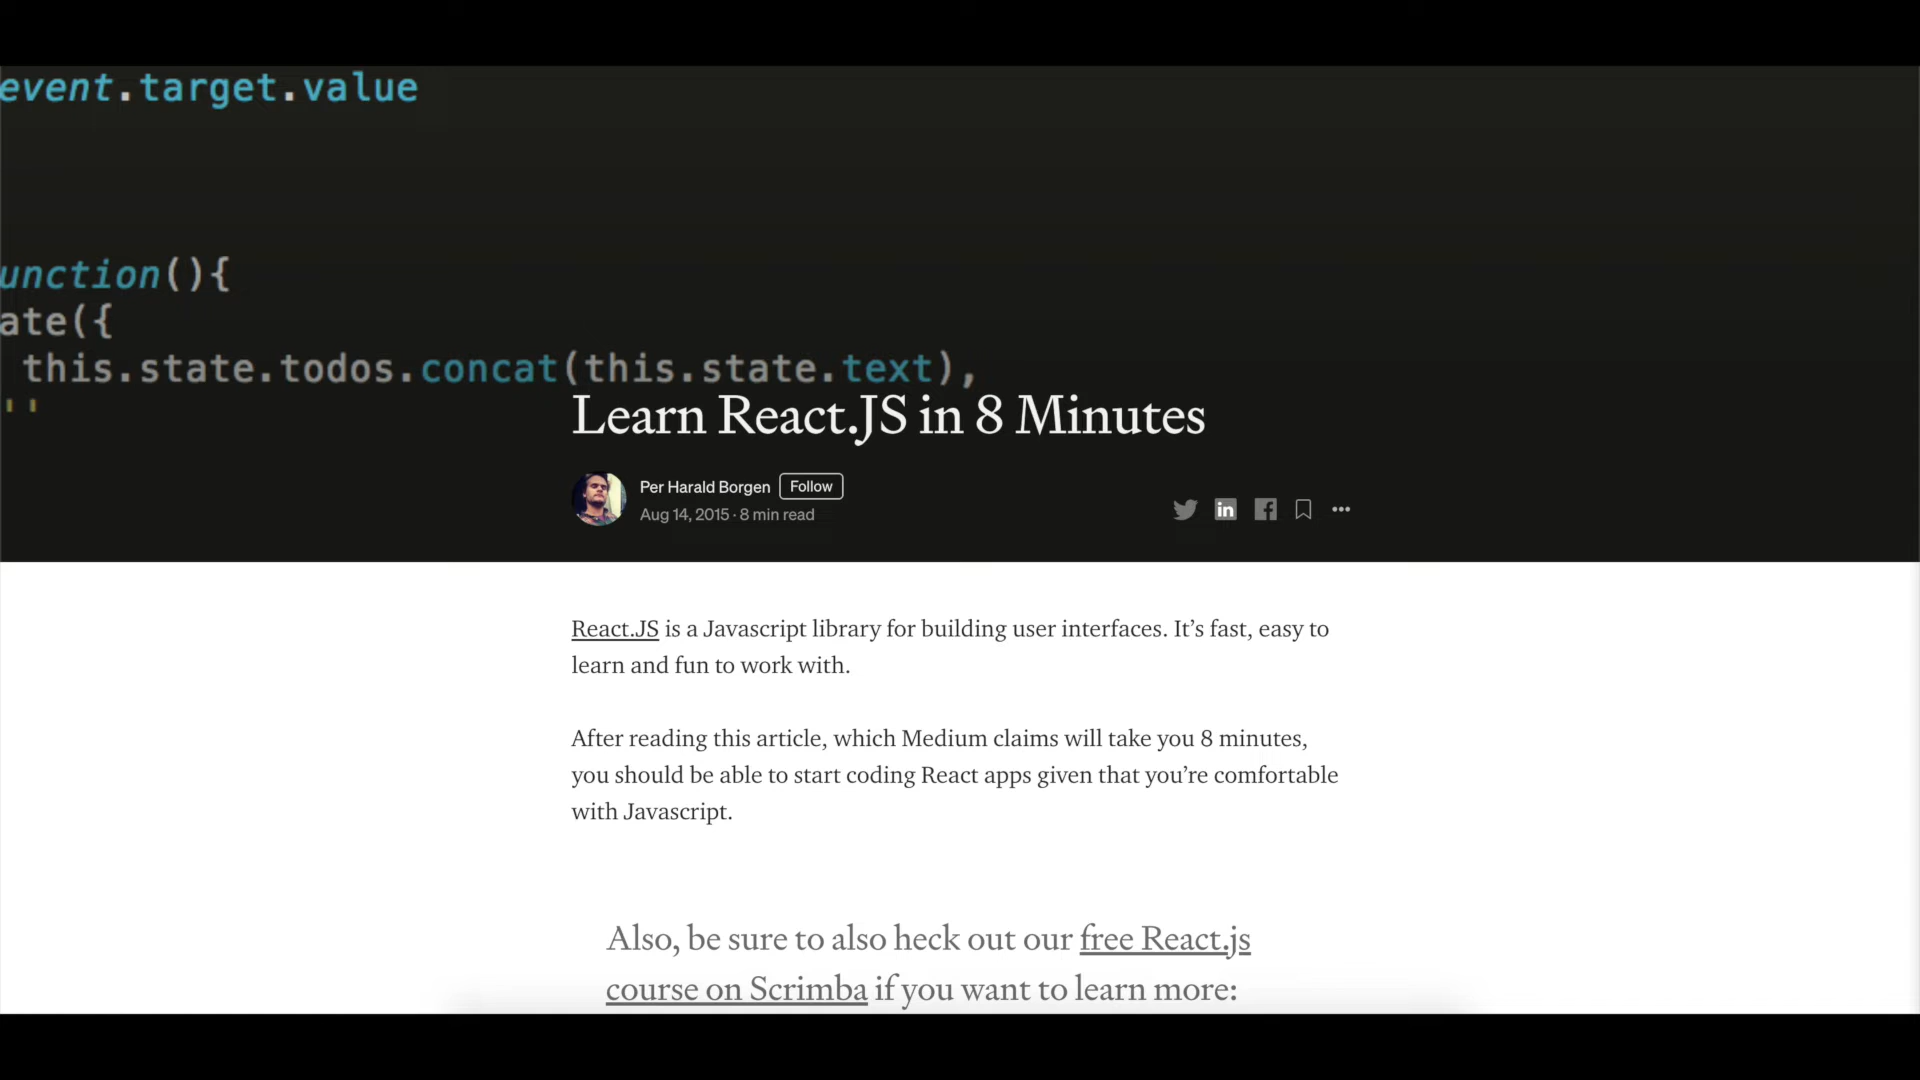 event.target.value
unction(){
ate({
this.state.todos.concat(this.state.text),
''
Learn React.JS in 8 Minutes
Per Harald Borgen Follow
Aug 14, 2015 · 8 min read
React.JS is a Javascript library for building user interfaces. It’s fast, easy to
learn and fun to work with.
After reading this article, which Medium claims will take you 8 minutes,
you should be able to start coding React apps given that you’re comfortable
with Javascript.
Also, be sure to also heck out our free React.js
course on Scrimba if you want to learn more: